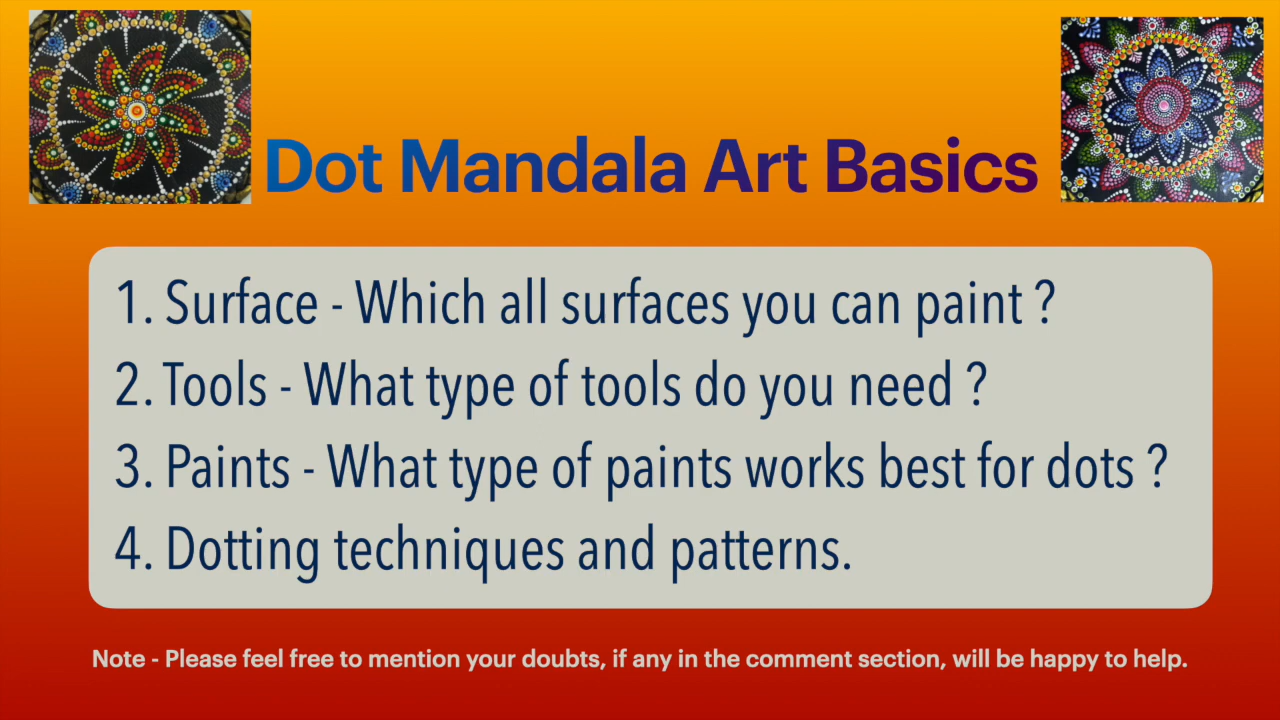 Dot Mandala Art Basics
1. Surface - Which all surfaces you can paint ?
2. Tools - What type of tools do you need ?
3. Paints - What type of paints works best for dots ?
4. Dotting techniques and patterns.
Note - Please feel free to mention your doubts, if any in the comment section, will be happy to help.